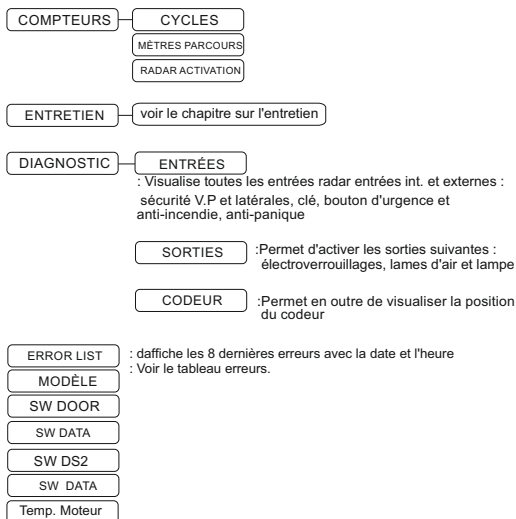 COMPTEURS CYCLES
MÈTRES PARCOURS
RADAR ACTIVATION
ENTRETIEN voir le chapitre sur l'entretien
DIAGNOSTIC ENTRÉES
: Visualise toutes les entrées radar entrées int. et externes :
sécurité V.P et latérales, clé, bouton d'urgence et
anti-incendie, anti-panique
SORTIES :Permet d'activer les sorties suivantes :
électroverrouillages, lames d'air et lampe
CODEUR :Permet en outre de visualiser la position
du codeur
ERROR LIST : daffiche les 8 dernières erreurs avec la date et l'heure
: Voir le tableau erreurs.
MODÈLE
SW DOOR
SW DATA
SW DS2
SW DATA
Temp. Moteur